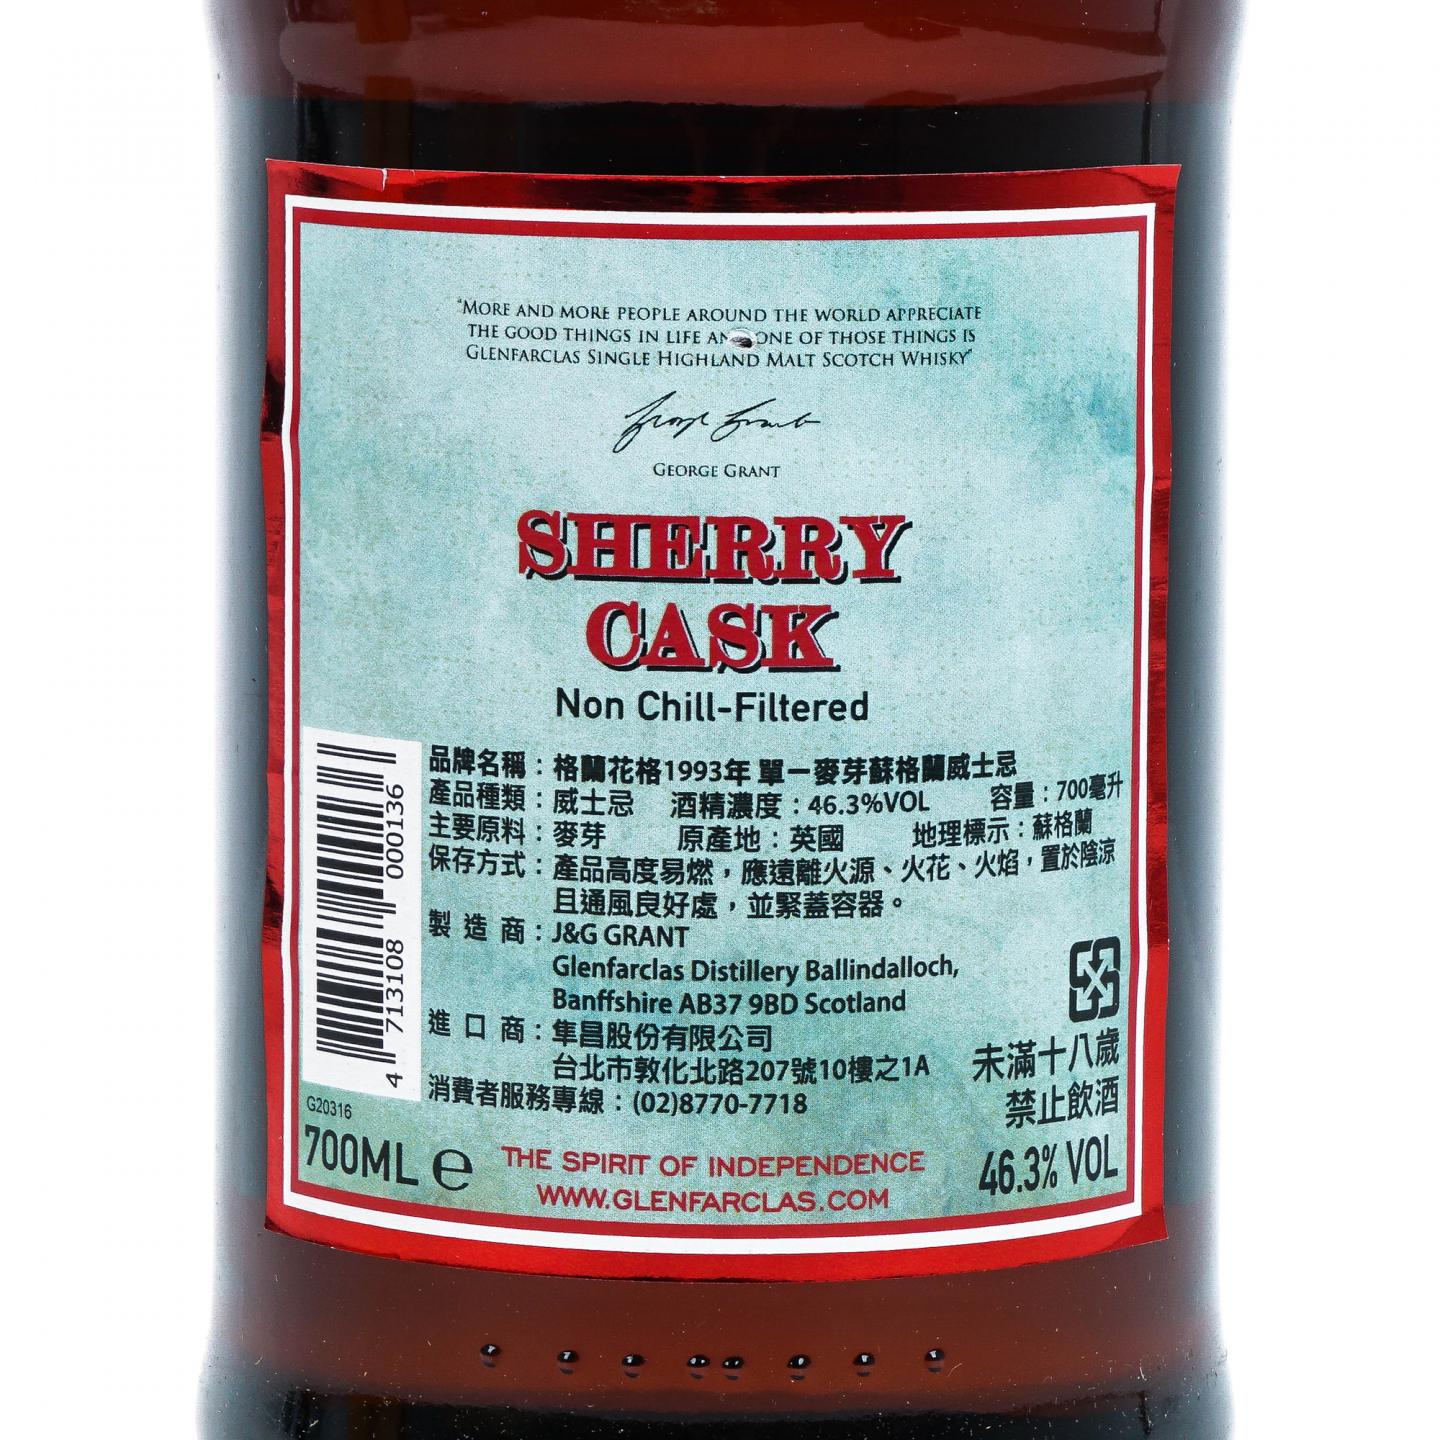 "MORE AND MORE PEOPLE AROUND THE WORLD APPRECIATE
THE GOOD THINGS IN LIFE ONE OF THOSE THINGS IS
GLENFARCLAS SINGLE HIGHLAND MALT SCOTCH WHISKY"
GEORGE GRANT
SHERRY
CASK
Non Chill-Filtered
品牌名稱：格蘭花格1993年 單一麥芽蘇格蘭威士忌
產品種類：威士忌 酒精濃度：46.3%VOL 容量：700毫升
主要原料：麥芽 原產地：英國 地理標示：蘇格蘭
保存方式：產品高度易燃，應遠離火源、火花、火焰，置於陰涼
且通風良好處，並緊蓋容器。
製造商：J&G GRANT
Glenfarclas Distillery Ballindalloch,
Banffshire AB37 9BD Scotland
進口商：隼昌股份有限公司
台北市敦化北路207號10樓之1A
消費者服務專線：(02)8770-7718
4 713108 000136
G20316
700ML e
未滿十八歲
禁止飲酒
46.3% VOL
THE SPIRIT OF INDEPENDENCE
WWW.GLENFARCLAS.COM